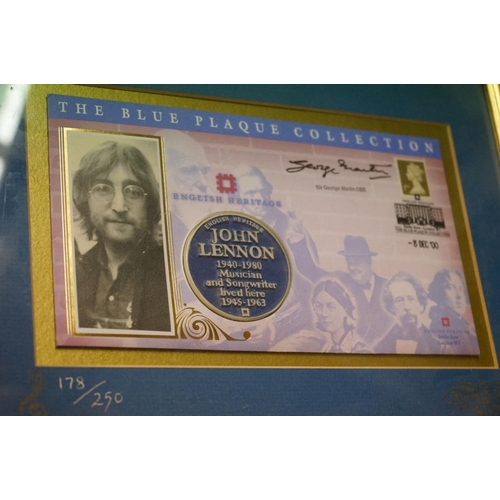 THE BLUE PLAQUE COLLECTION
George Martin
Sir George Martin CBE
ENGLISH HERITAGE
- 8 DEC '00
ENGLISH HERITAGE
JOHN
LENNON
1940-1980
Musician
and Songwriter
lived here
1945-1963
178/250